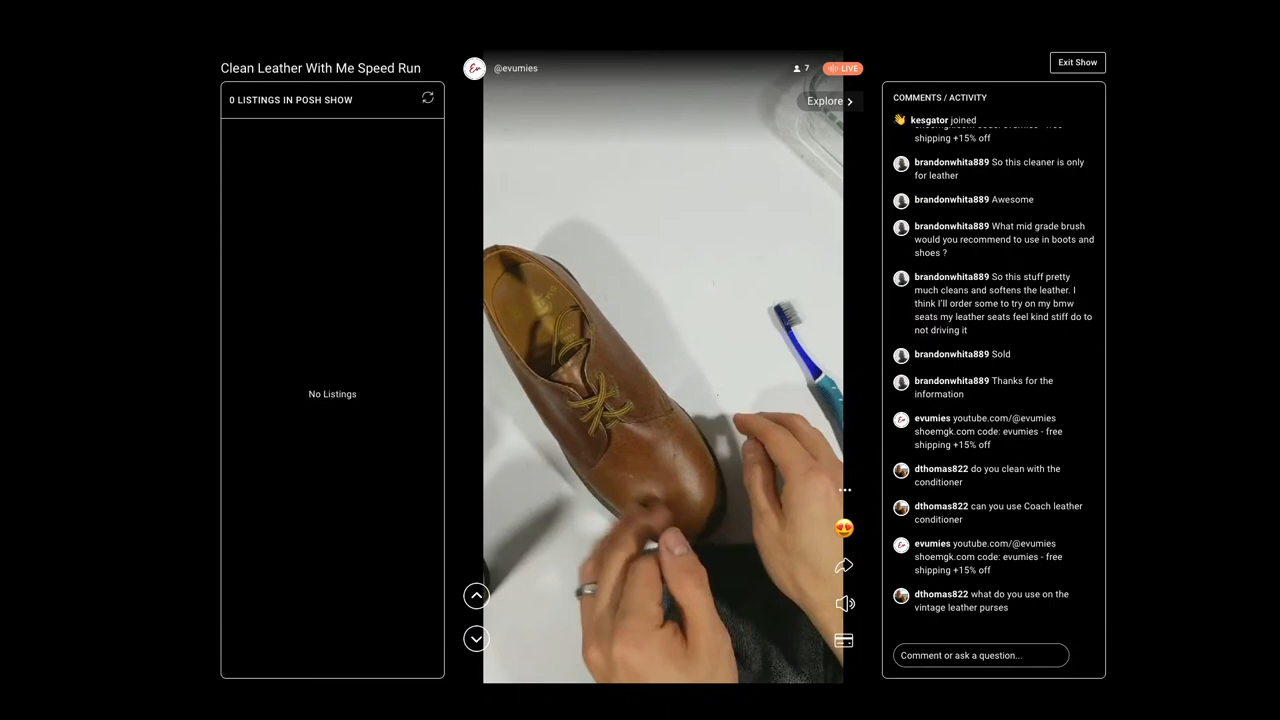 Clean Leather With Me Speed Run
0 LISTINGS IN POSH SHOW
No Listings
Ev
@evumies
7
LIVE
Explore
Exit Show
COMMENTS / ACTIVITY
kesgator joined
shipping +15% off
brandonwhita889 So this cleaner is only
for leather
brandonwhita889 Awesome
brandonwhita889 What mid grade brush
would you recommend to use in boots and
shoes ?
brandonwhita889 So this stuff pretty
much cleans and softens the leather. I
think I'll order some to try on my bmw
seats my leather seats feel kind stiff do to
not driving it
brandonwhita889 Sold
brandonwhita889 Thanks for the
information
evumies youtube.com/@evumies
shoemgk.com code: evumies - free
shipping +15% off
dthomas822 do you clean with the
conditioner
dthomas822 can you use Coach leather
conditioner
evumies youtube.com/@evumies
shoemgk.com code: evumies - free
shipping +15% off
dthomas822 what do you use on the
vintage leather purses
Comment or ask a question...